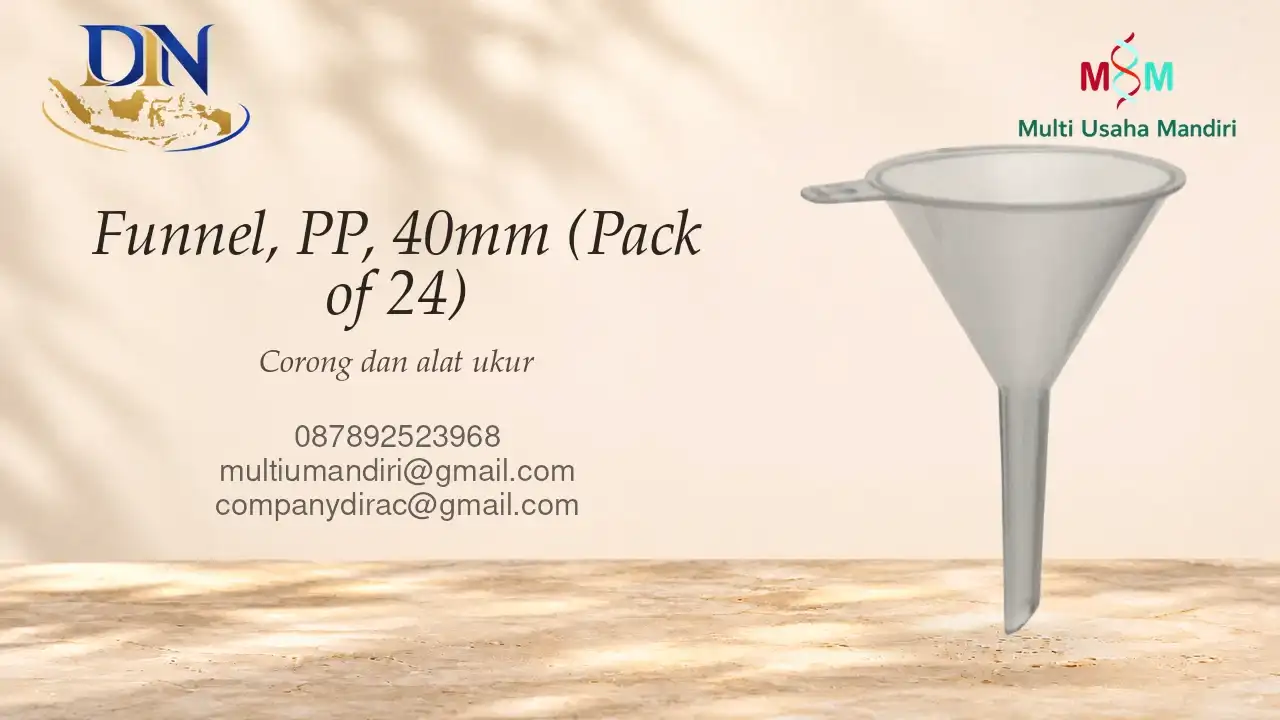 DIN
MSM
Multi Usaha Mandiri
Funnel, PP, 40mm (Pack
of 24)
Corong dan alat ukur
087892523968
multiumandiri@gmail.com
companydirac@gmail.com